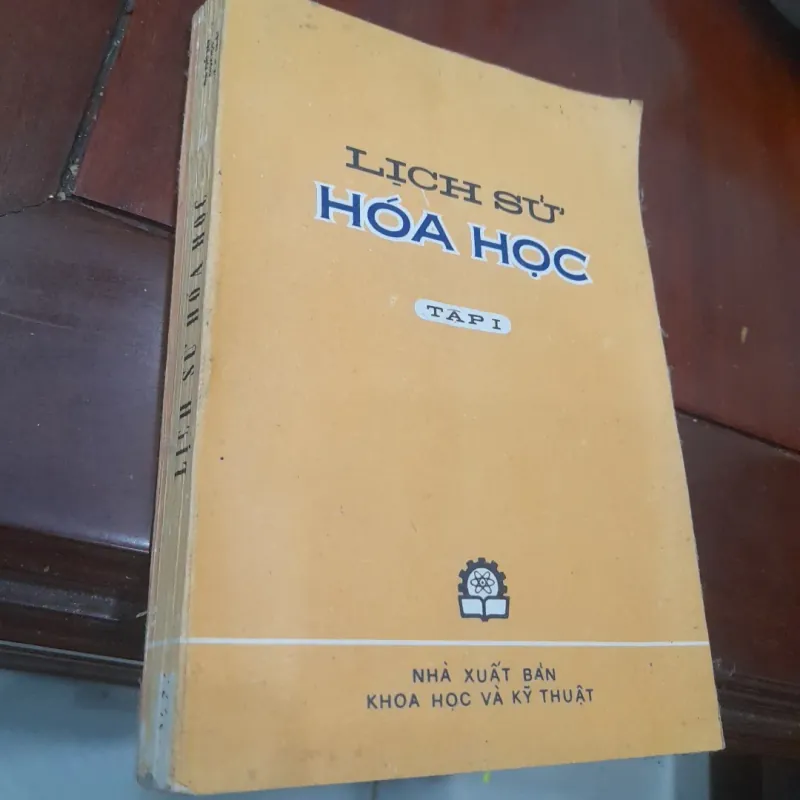 LỊCH SỬ
HÓA HỌC
TẬP I
NHÀ XUẤT BẢN
KHOA HỌC VÀ KỸ THUẬT
LỊCH SỬ HÓA HỌC